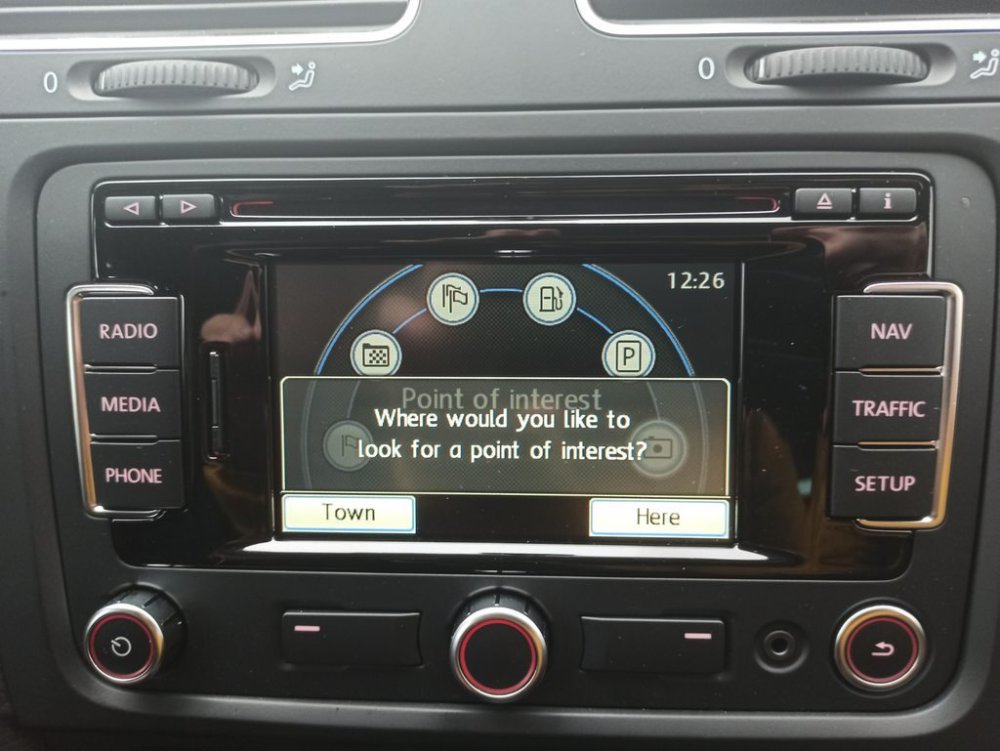 0
0
i
12:26
RADIO
NAV
P
MEDIA
Point of interest
TRAFFIC
Where would you like to
look for a point of interest?
PHONE
SETUP
Town
Here